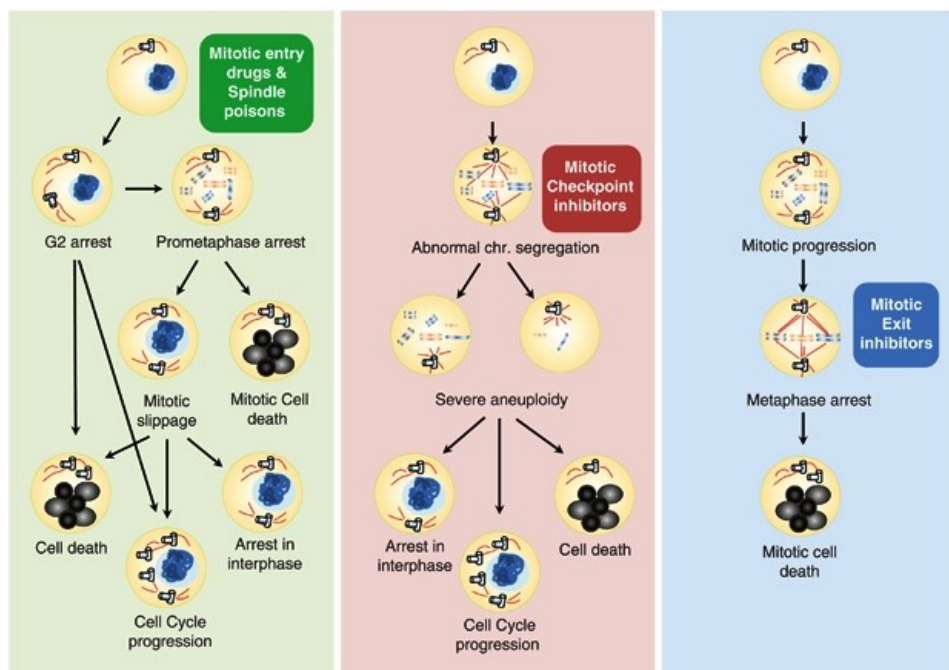 Mitotic entry
drugs &
Spindle
poisons
G2 arrest
Prometaphase arrest
Mitotic
slippage
Mitotic Cell
death
Cell death
Arrest in
interphase
Cell Cycle
progression
Mitotic
Checkpoint
inhibitors
Abnormal chr. segregation
Severe aneuploidy
Arrest in
interphase
Cell death
Cell Cycle
progression
Mitotic progression
Mitotic
Exit
inhibitors
Metaphase arrest
Mitotic cell
death